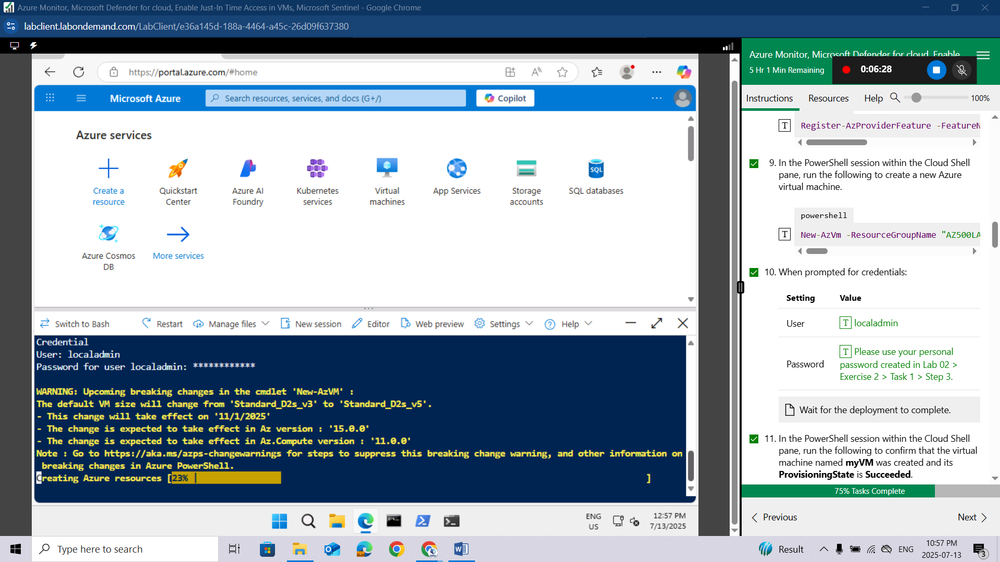 Azure Monitor, Microsoft Defender for cloud, Enable Just-In Time Access in VMs, Microsoft Sentinel - Google Chrome
labclient.labondemand.com/LabClient/e36a145d-188a-4464-a45c-26d09f637380
https://portal.azure.com/#home
Microsoft Azure
Search resources, services, and docs (G+/)
Copilot
Azure services
Create a resource
Quickstart Center
Azure AI Foundry
Kubernetes services
Virtual machines
App Services
Storage accounts
SQL
SQL databases
Azure Cosmos DB
More services
Switch to Bash
Restart
Manage files
New session
Editor
Web preview
Settings
Help
Credential
User: localadmin
Password for user localadmin: ************
WARNING: Upcoming breaking changes in the cmdlet 'New-AzVM' :
The default VM size will change from 'Standard_D2s_v3' to 'Standard_D2s_v5'.
- This change will take effect on '11/1/2025'
- The change is expected to take effect in Az version : '15.0.0'
- The change is expected to take effect in Az.Compute version : '11.0.0'
Note : Go to https://aka.ms/azps-changewarnings for steps to suppress this breaking change warning, and other information on
breaking changes in Azure PowerShell.
Creating Azure resources [23% | ]
ENG
US
12:57 PM
7/13/2025
Azure Monitor, Microsoft Defender for cloud, Enable
5 Hr 1 Min Remaining
0:06:28
Instructions
Resources
Help
100%
T
Register-AzProviderFeature -FeatureN
9. In the PowerShell session within the Cloud Shell
pane, run the following to create a new Azure
virtual machine.
powershell
T
New-AzVm -ResourceGroupName "AZ500LA
10. When prompted for credentials:
Setting Value
User T localadmin
Password
T Please use your personal
password created in Lab 02 >
Exercise 2 > Task 1 > Step 3.
Wait for the deployment to complete.
11. In the PowerShell session within the Cloud Shell
pane, run the following to confirm that the virtual
machine named myVM was created and its
ProvisioningState is Succeeded.
75% Tasks Complete
Previous
Next
Type here to search
Result
ENG
10:57 PM
2025-07-13
3